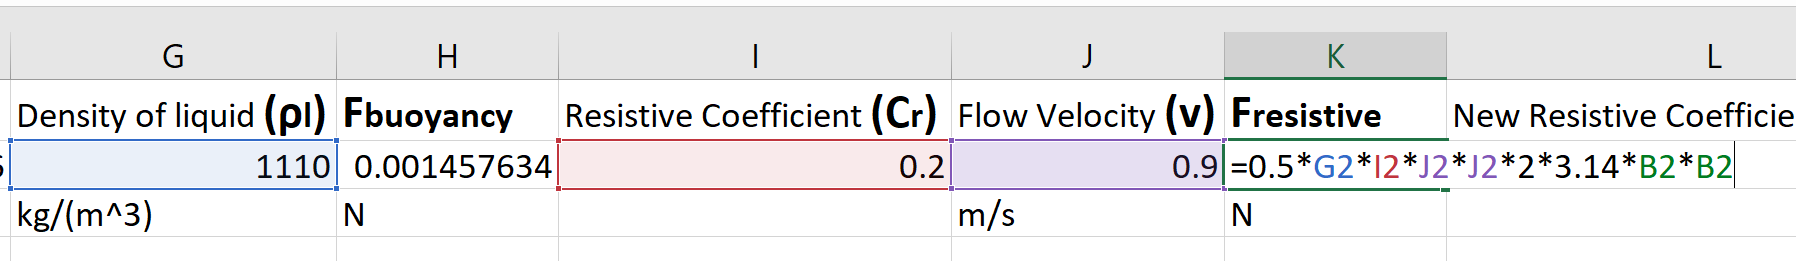 G H I J K L
Density of liquid (ρl) Fbuoyancy Resistive Coefficient (Cr) Flow Velocity (v) Fresistive New Resistive Coefficie
1110 0.001457634 0.2 0.9 =0.5*G2*I2*J2*J2*2*3.14*B2*B2
kg/(m^3) N m/s N